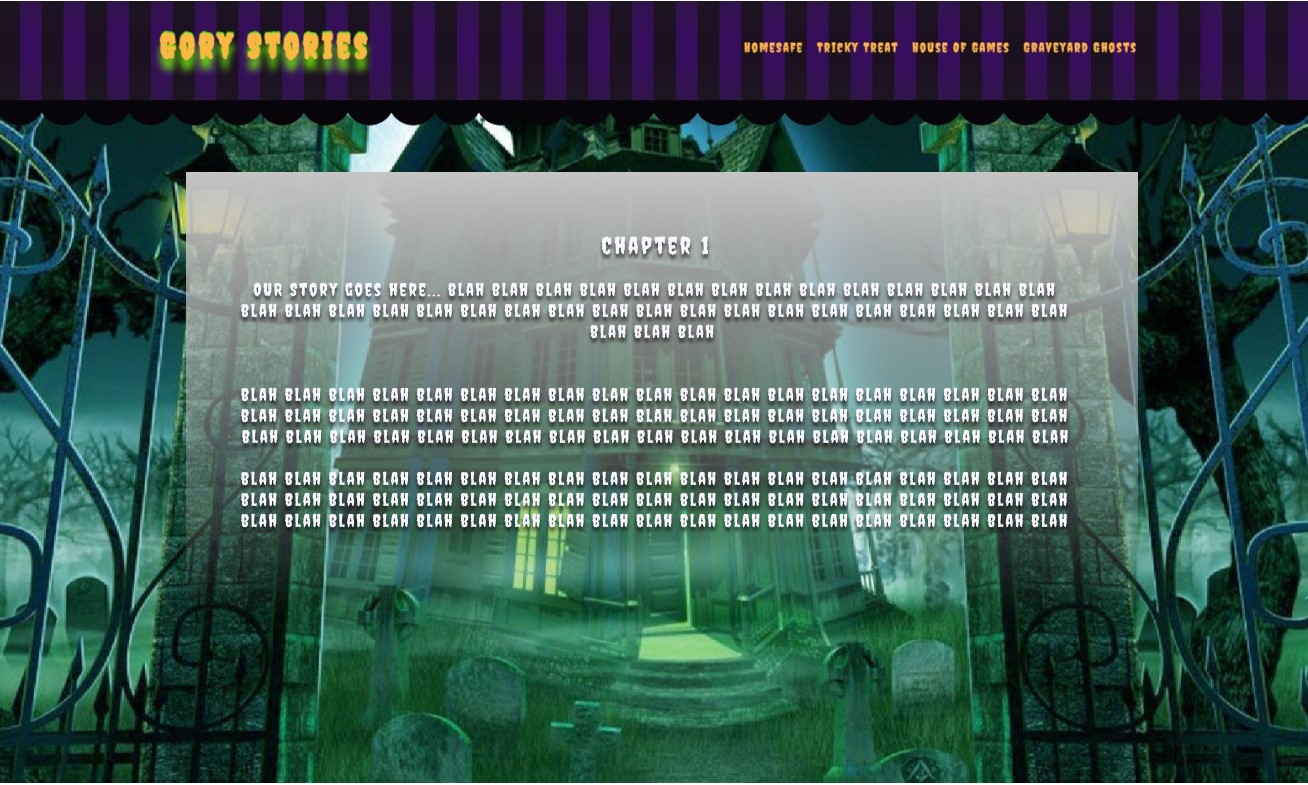 GORY STORIES
HOMESAFE TRICKY TREAT HOUSE OF GAMES GRAVEYARD GHOSTS
CHAPTER 1
OUR STORY GOES HERE... BLAH BLAH BLAH BLAH BLAH BLAH BLAH BLAH BLAH BLAH BLAH BLAH BLAH BLAH
BLAH BLAH BLAH BLAH BLAH BLAH BLAH BLAH BLAH BLAH BLAH BLAH BLAH BLAH BLAH BLAH BLAH BLAH BLAH
BLAH BLAH BLAH
BLAH BLAH BLAH BLAH BLAH BLAH BLAH BLAH BLAH BLAH BLAH BLAH BLAH BLAH BLAH BLAH BLAH BLAH BLAH
BLAH BLAH BLAH BLAH BLAH BLAH BLAH BLAH BLAH BLAH BLAH BLAH BLAH BLAH BLAH BLAH BLAH BLAH BLAH
BLAH BLAH BLAH BLAH BLAH BLAH BLAH BLAH BLAH BLAH BLAH BLAH BLAH BLAH BLAH BLAH BLAH BLAH BLAH
BLAH BLAH BLAH BLAH BLAH BLAH BLAH BLAH BLAH BLAH BLAH BLAH BLAH BLAH BLAH BLAH BLAH BLAH BLAH
BLAH BLAH BLAH BLAH BLAH BLAH BLAH BLAH BLAH BLAH BLAH BLAH BLAH BLAH BLAH BLAH BLAH BLAH BLAH
BLAH BLAH BLAH BLAH BLAH BLAH BLAH BLAH BLAH BLAH BLAH BLAH BLAH BLAH BLAH BLAH BLAH BLAH BLAH